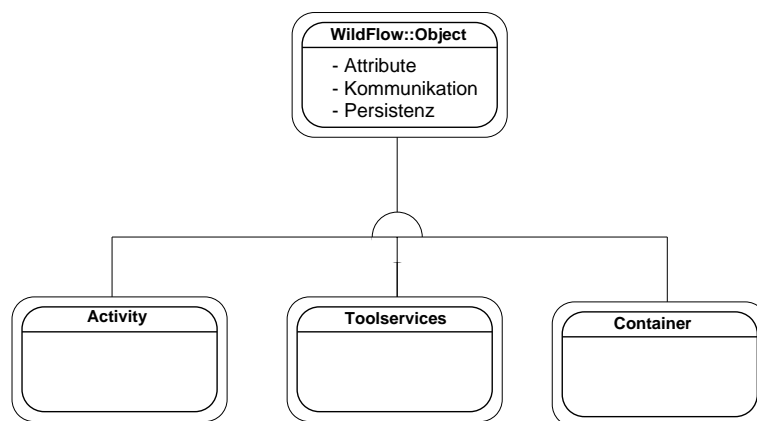 WildFlow::Object
- Attribute
- Kommunikation
- Persistenz
Activity
Toolservices
Container